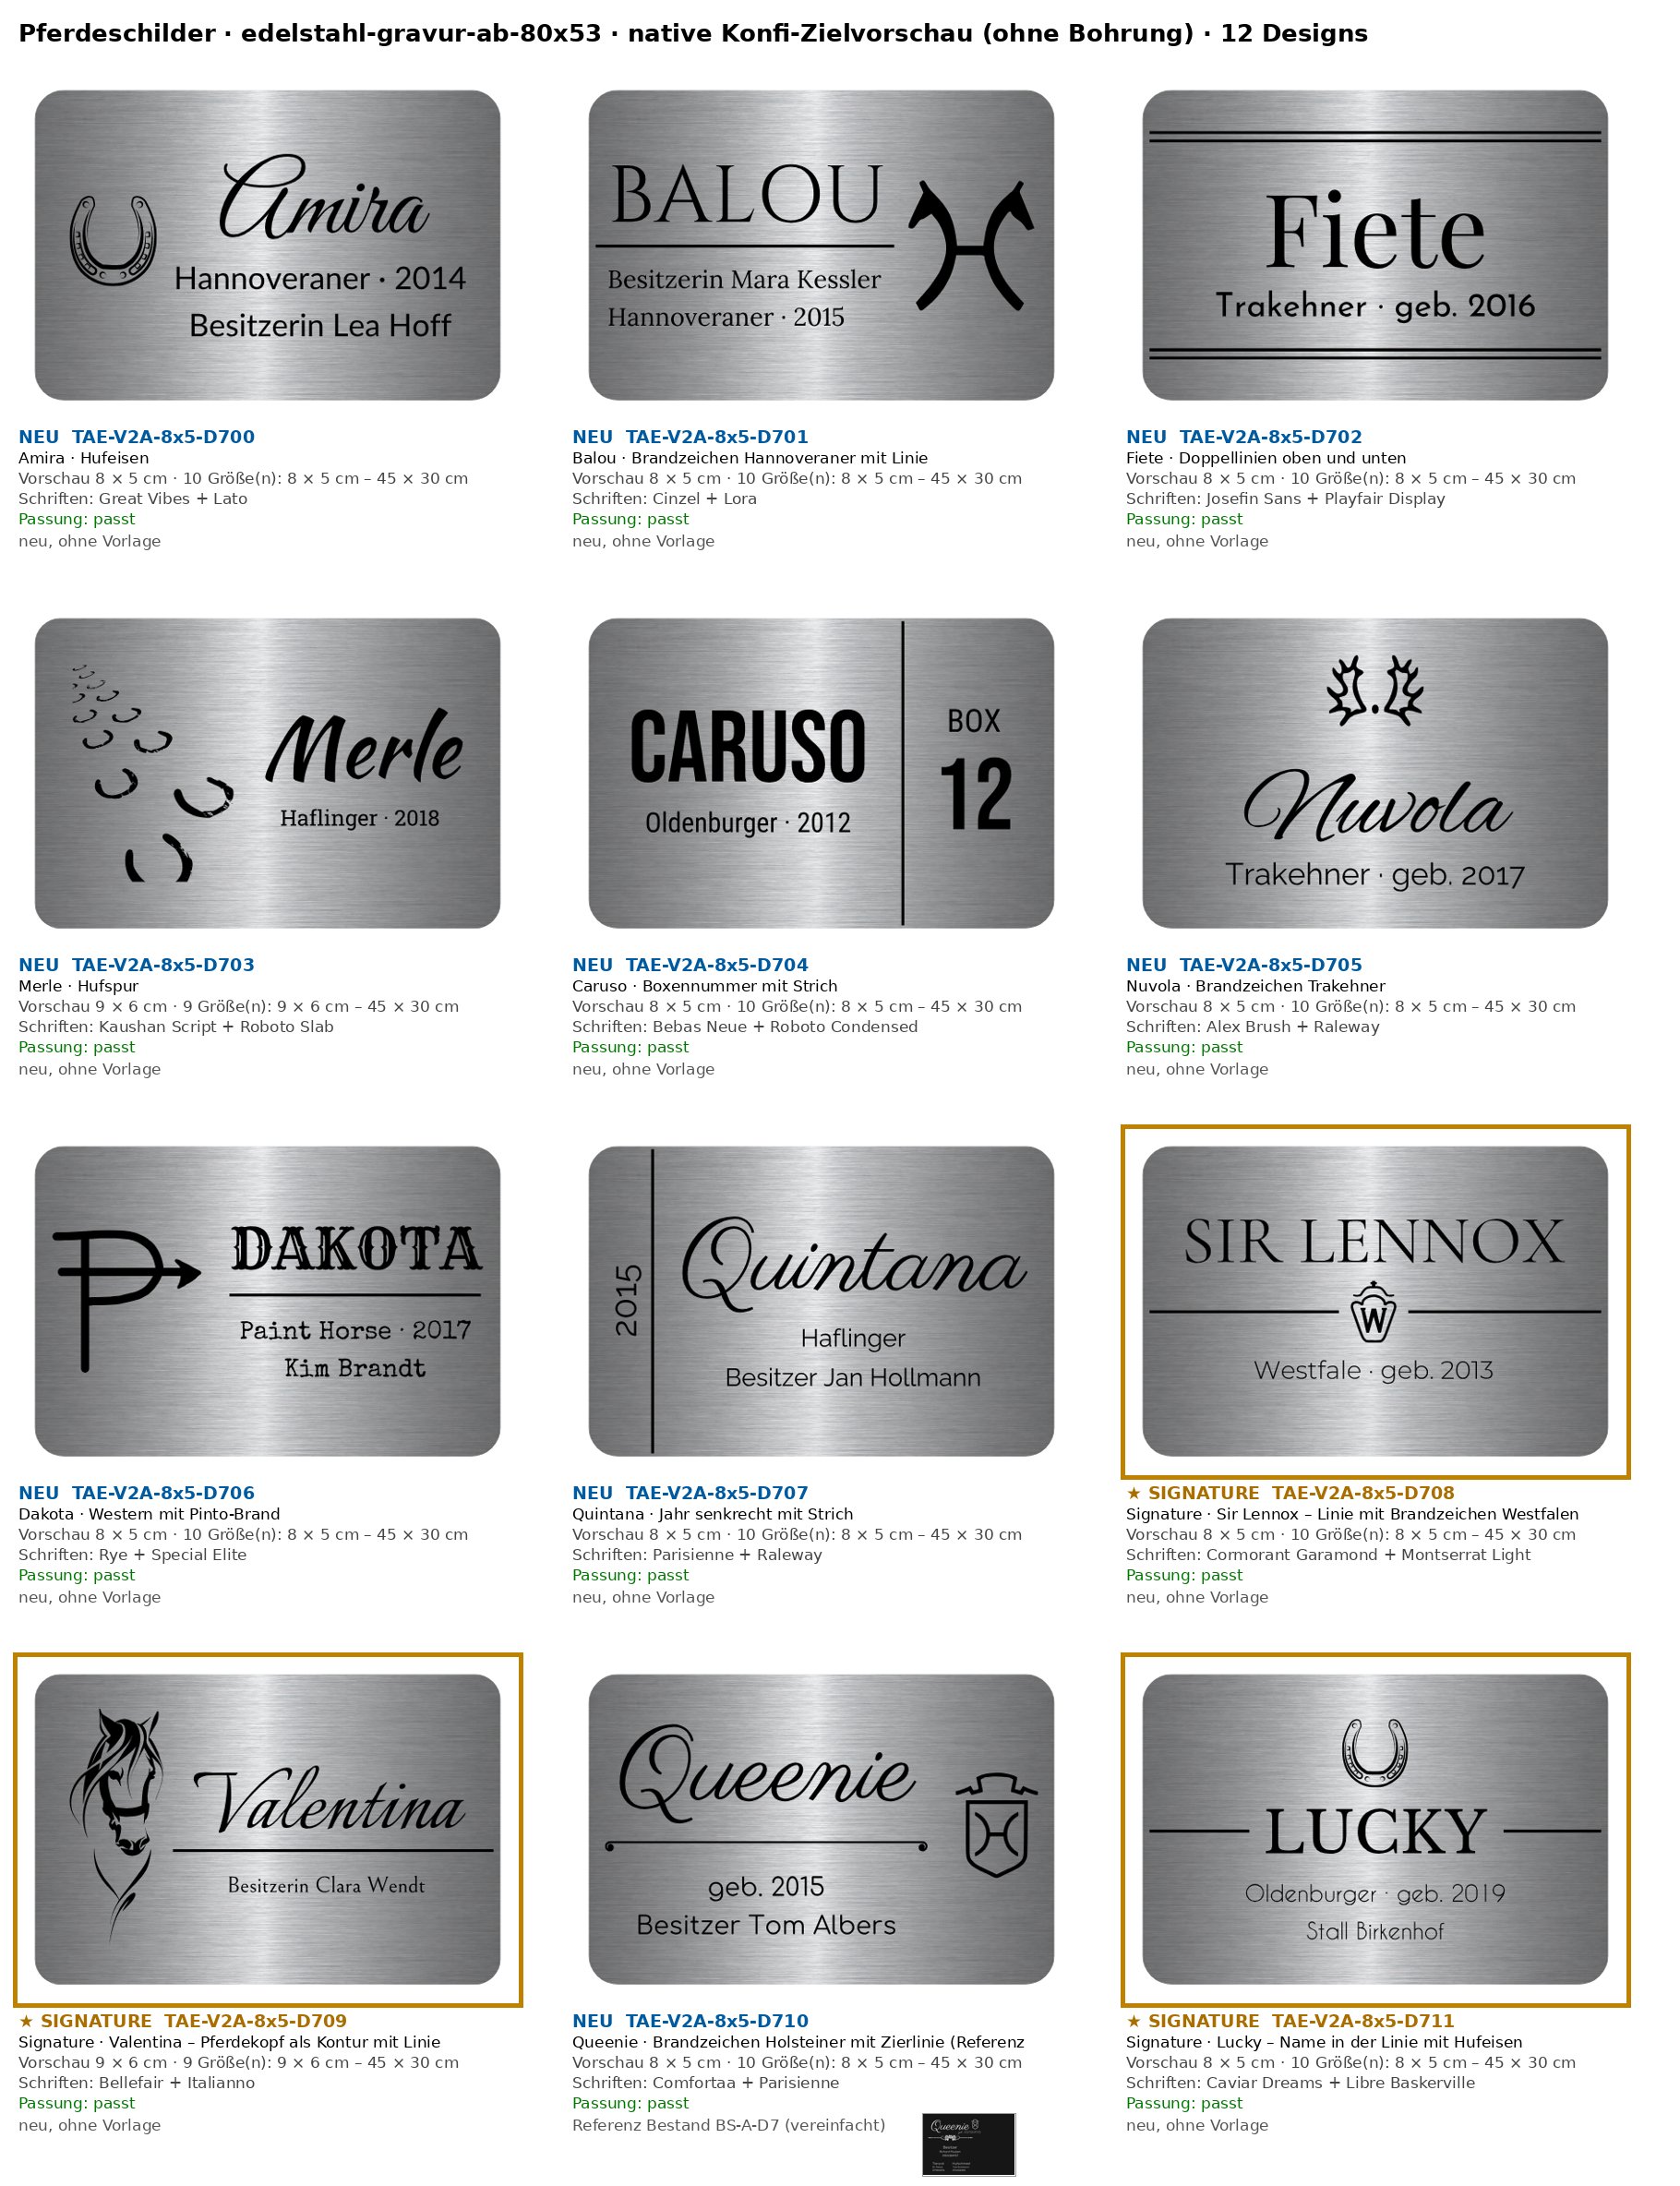 Pferdeschilder · edelstahl-gravur-ab-80x53 · native Konfi-Zielvorschau (ohne Bohrung) · 12 Designs
Amira
Hannoveraner · 2014
Besitzerin Lea Hoff
NEU TAE-V2A-8x5-D700
Amira · Hufeisen
Vorschau 8 × 5 cm · 10 Größe(n): 8 × 5 cm – 45 × 30 cm
Schriften: Great Vibes + Lato
Passung: passt
neu, ohne Vorlage
BALOU
Besitzerin Mara Kessler
Hannoveraner · 2015
NEU TAE-V2A-8x5-D701
Balou · Brandzeichen Hannoveraner mit Linie
Vorschau 8 × 5 cm · 10 Größe(n): 8 × 5 cm – 45 × 30 cm
Schriften: Cinzel + Lora
Passung: passt
neu, ohne Vorlage
Fiete
Trakehner · geb. 2016
NEU TAE-V2A-8x5-D702
Fiete · Doppellinien oben und unten
Vorschau 8 × 5 cm · 10 Größe(n): 8 × 5 cm – 45 × 30 cm
Schriften: Josefin Sans + Playfair Display
Passung: passt
neu, ohne Vorlage
Merle
Haflinger · 2018
NEU TAE-V2A-8x5-D703
Merle · Hufspur
Vorschau 9 × 6 cm · 9 Größe(n): 9 × 6 cm – 45 × 30 cm
Schriften: Kaushan Script + Roboto Slab
Passung: passt
neu, ohne Vorlage
CARUSO
Oldenburger · 2012
BOX
12
NEU TAE-V2A-8x5-D704
Caruso · Boxennummer mit Strich
Vorschau 8 × 5 cm · 10 Größe(n): 8 × 5 cm – 45 × 30 cm
Schriften: Bebas Neue + Roboto Condensed
Passung: passt
neu, ohne Vorlage
Nuvola
Trakehner · geb. 2017
NEU TAE-V2A-8x5-D705
Nuvola · Brandzeichen Trakehner
Vorschau 8 × 5 cm · 10 Größe(n): 8 × 5 cm – 45 × 30 cm
Schriften: Alex Brush + Raleway
Passung: passt
neu, ohne Vorlage
DAKOTA
Paint Horse · 2017
Kim Brandt
NEU TAE-V2A-8x5-D706
Dakota · Western mit Pinto-Brand
Vorschau 8 × 5 cm · 10 Größe(n): 8 × 5 cm – 45 × 30 cm
Schriften: Rye + Special Elite
Passung: passt
neu, ohne Vorlage
2015
Quintana
Haflinger
Besitzer Jan Hollmann
NEU TAE-V2A-8x5-D707
Quintana · Jahr senkrecht mit Strich
Vorschau 8 × 5 cm · 10 Größe(n): 8 × 5 cm – 45 × 30 cm
Schriften: Parisienne + Raleway
Passung: passt
neu, ohne Vorlage
SIR LENNOX
W
Westfale · geb. 2013
★ SIGNATURE TAE-V2A-8x5-D708
Signature · Sir Lennox – Linie mit Brandzeichen Westfalen
Vorschau 8 × 5 cm · 10 Größe(n): 8 × 5 cm – 45 × 30 cm
Schriften: Cormorant Garamond + Montserrat Light
Passung: passt
neu, ohne Vorlage
Valentina
Besitzerin Clara Wendt
★ SIGNATURE TAE-V2A-8x5-D709
Signature · Valentina – Pferdekopf als Kontur mit Linie
Vorschau 9 × 6 cm · 9 Größe(n): 9 × 6 cm – 45 × 30 cm
Schriften: Bellefair + Italianno
Passung: passt
neu, ohne Vorlage
Queenie
geb. 2015
Besitzer Tom Albers
NEU TAE-V2A-8x5-D710
Queenie · Brandzeichen Holsteiner mit Zierlinie (Referenz
Vorschau 8 × 5 cm · 10 Größe(n): 8 × 5 cm – 45 × 30 cm
Schriften: Comfortaa + Parisienne
Passung: passt
Referenz Bestand BS-A-D7 (vereinfacht)
Queenie
LUCKY
Oldenburger · geb. 2019
Stall Birkenhof
★ SIGNATURE TAE-V2A-8x5-D711
Signature · Lucky – Name in der Linie mit Hufeisen
Vorschau 8 × 5 cm · 10 Größe(n): 8 × 5 cm – 45 × 30 cm
Schriften: Caviar Dreams + Libre Baskerville
Passung: passt
neu, ohne Vorlage